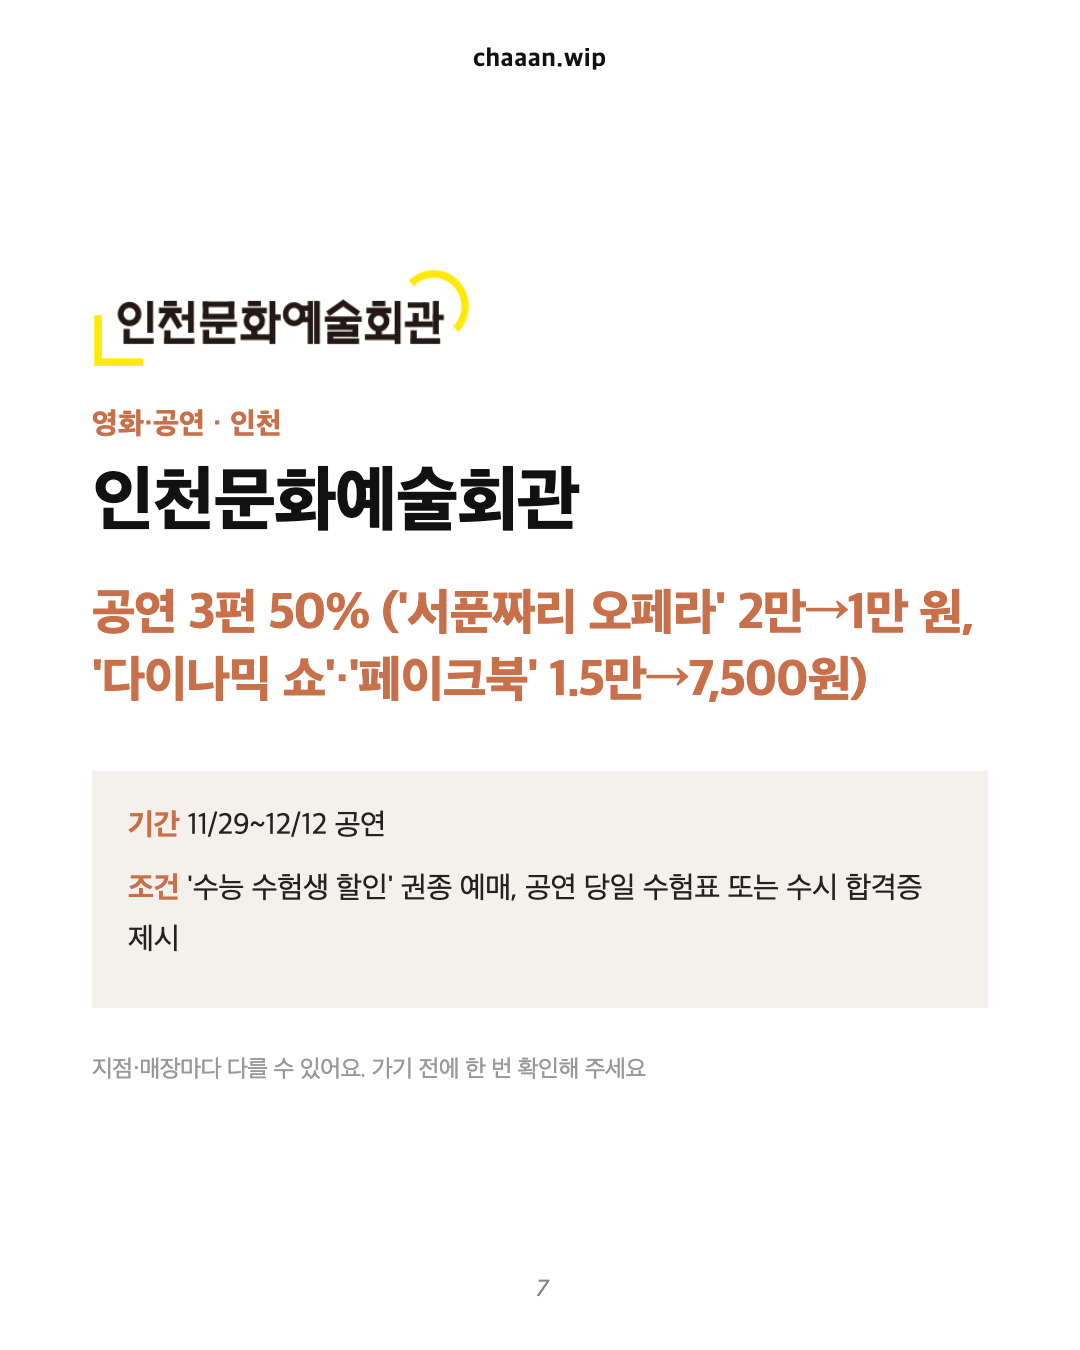 chaaan.wip
인천문화예술회관
영화·공연 · 인천
인천문화예술회관
공연 3편 50% ('서푼짜리 오페라' 2만→1만 원,
'다이나믹 쇼'·'페이크북' 1.5만→7,500원)
기간 11/29~12/12 공연
조건 '수능 수험생 할인' 권종 예매, 공연 당일 수험표 또는 수시 합격증
제시
지점·매장마다 다를 수 있어요. 가기 전에 한 번 확인해 주세요
7